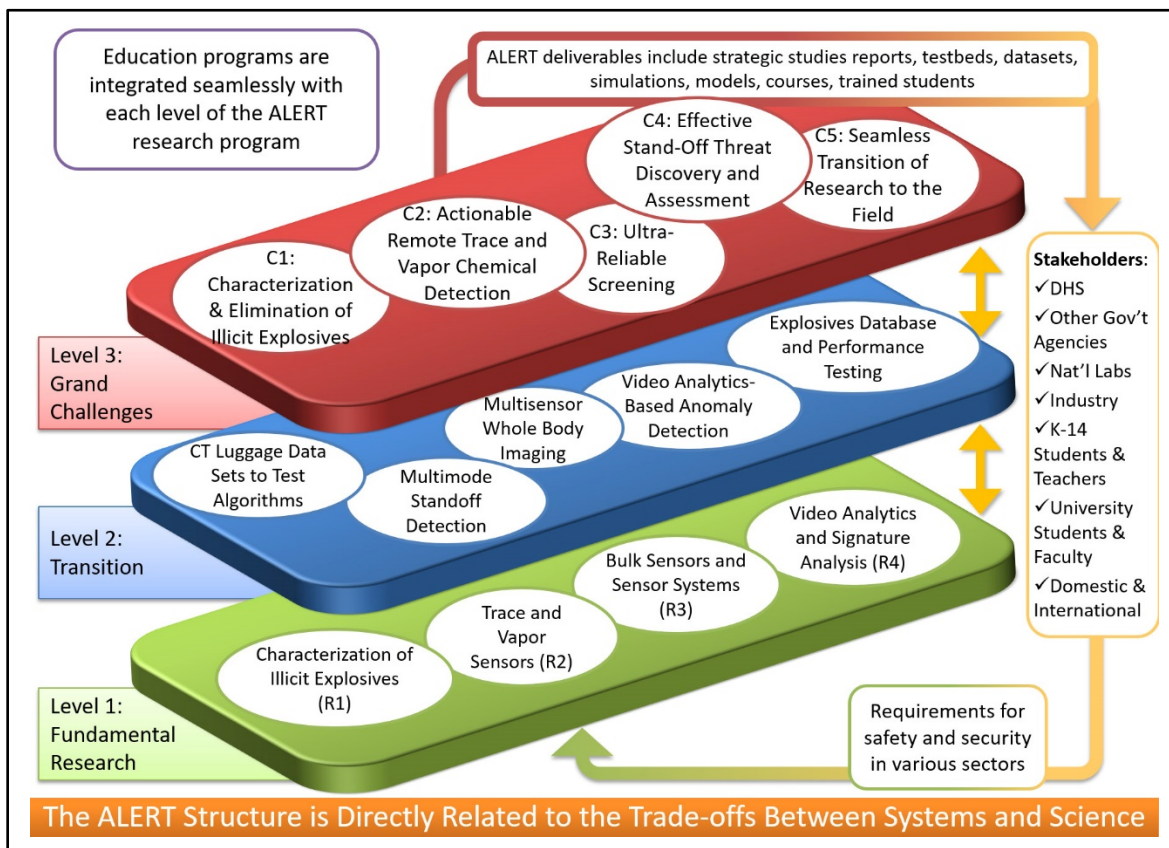 Education programs are
integrated seamlessly with
each level of the ALERT
research program
ALERT deliverables include strategic studies reports, testbeds, datasets,
simulations, models, courses, trained students
C4: Effective
Stand-Off Threat
Discovery and
Assessment
C5: Seamless
Transition of
Research to the
Field
C2: Actionable
Remote Trace and
Vapor Chemical
Detection
C3: Ultra-
Reliable
Screening
C1:
Characterization
& Elimination of
Illicit Explosives
Level 3:
Grand
Challenges
Explosives Database
and Performance
Testing
Video Analytics-
Based Anomaly
Detection
Multisensor
Whole Body
Imaging
CT Luggage Data
Sets to Test
Algorithms
Multimode
Standoff
Detection
Level 2:
Transition
Video Analytics
and Signature
Analysis (R4)
Bulk Sensors and
Sensor Systems
(R3)
Trace and
Vapor
Sensors (R2)
Characterization of
Illicit Explosives
(R1)
Level 1:
Fundamental
Research
Stakeholders:
✓DHS
✓Other Gov't
Agencies
✓Nat'l Labs
✓Industry
✓K-14
Students &
Teachers
✓University
Students &
Faculty
✓Domestic &
International
Requirements for
safety and security
in various sectors
The ALERT Structure is Directly Related to the Trade-offs Between Systems and Science